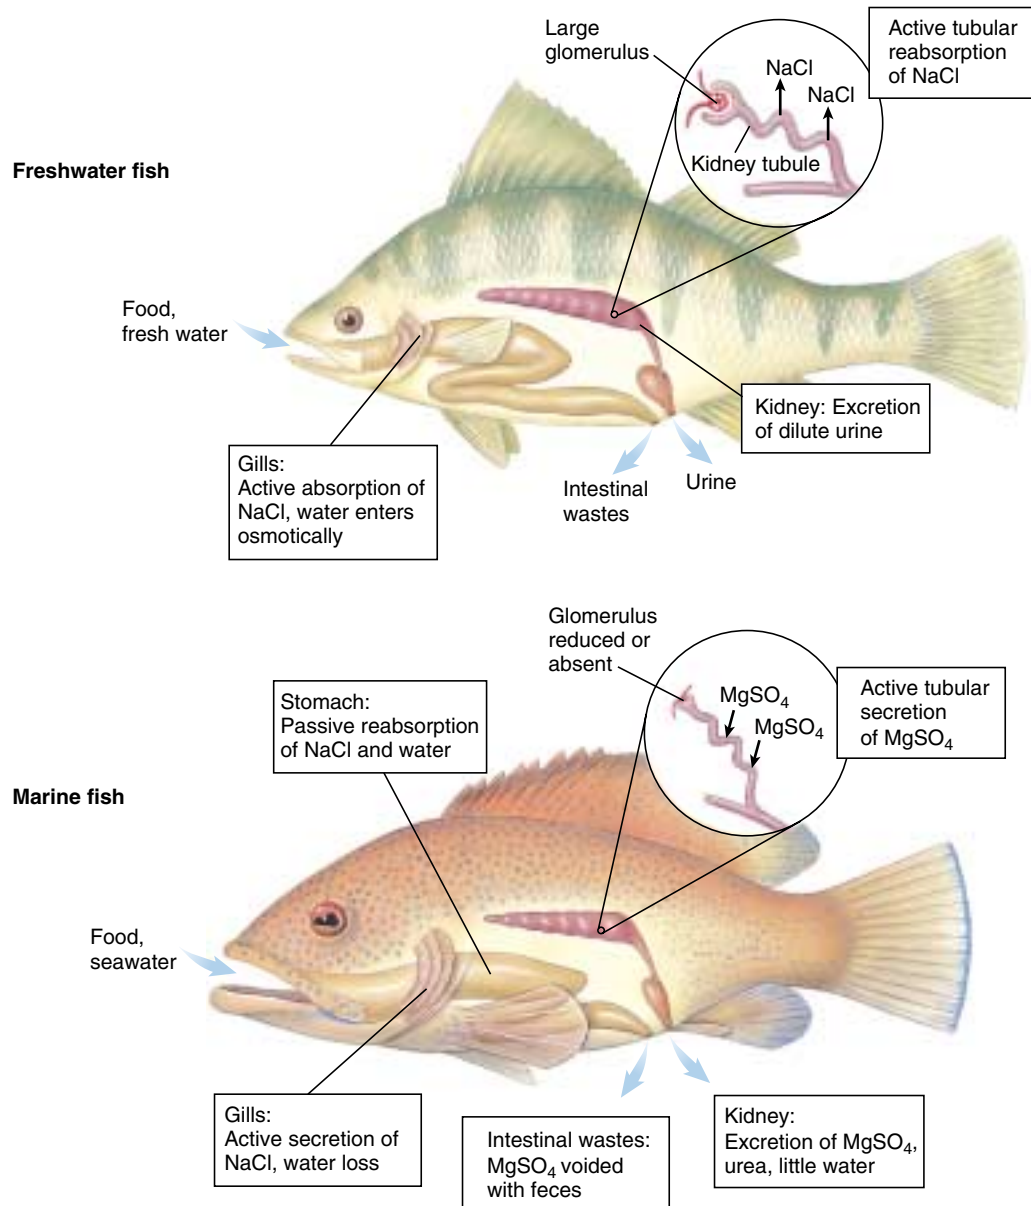 Large
glomerulus
Active tubular
reabsorption
of NaCl
NaCl
NaCl
Kidney tubule
Freshwater fish
Food,
fresh water
Kidney: Excretion
of dilute urine
Gills:
Active absorption of
NaCl, water enters
osmotically
Intestinal
wastes
Urine
Glomerulus
reduced or
absent
MgSO₄
MgSO₄
Active tubular
secretion
of MgSO₄
Stomach:
Passive reabsorption
of NaCl and water
Marine fish
Food,
seawater
Gills:
Active secretion of
NaCl, water loss
Intestinal wastes:
MgSO₄ voided
with feces
Kidney:
Excretion of MgSO₄,
urea, little water